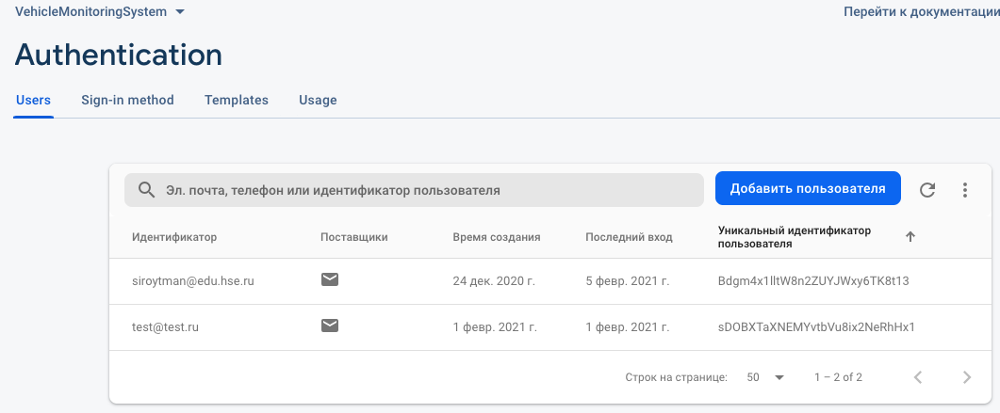 VehicleMonitoringSystem
Перейти к документации
Authentication
Users Sign-in method Templates Usage
Эл. почта, телефон или идентификатор пользователя
Добавить пользователя
Идентификатор Поставщики Время создания Последний вход Уникальный идентификатор
пользователя
siroytman@edu.hse.ru 24 дек. 2020 г. 5 февр. 2021 г. Bdgm4x1lltW8n2ZUYJWxy6TK8t13
test@test.ru 1 февр. 2021 г. 1 февр. 2021 г. sDOBXTaXNEMYvtbVu8ix2NeRhHx1
Строк на странице: 50 1 – 2 of 2